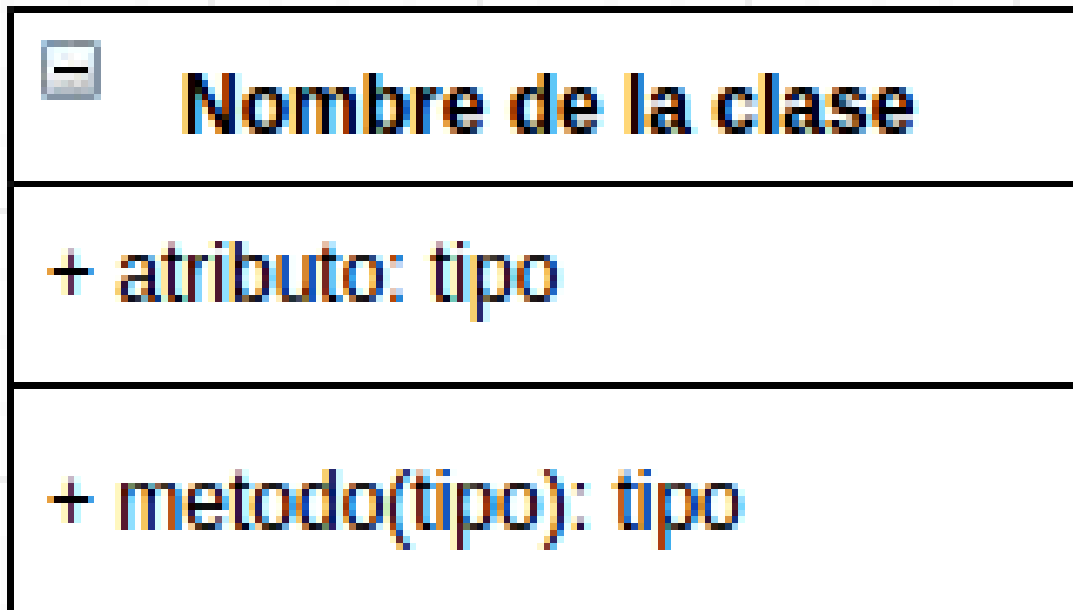 Nombre de la clase
+ atributo: tipo
+ metodo(tipo): tipo